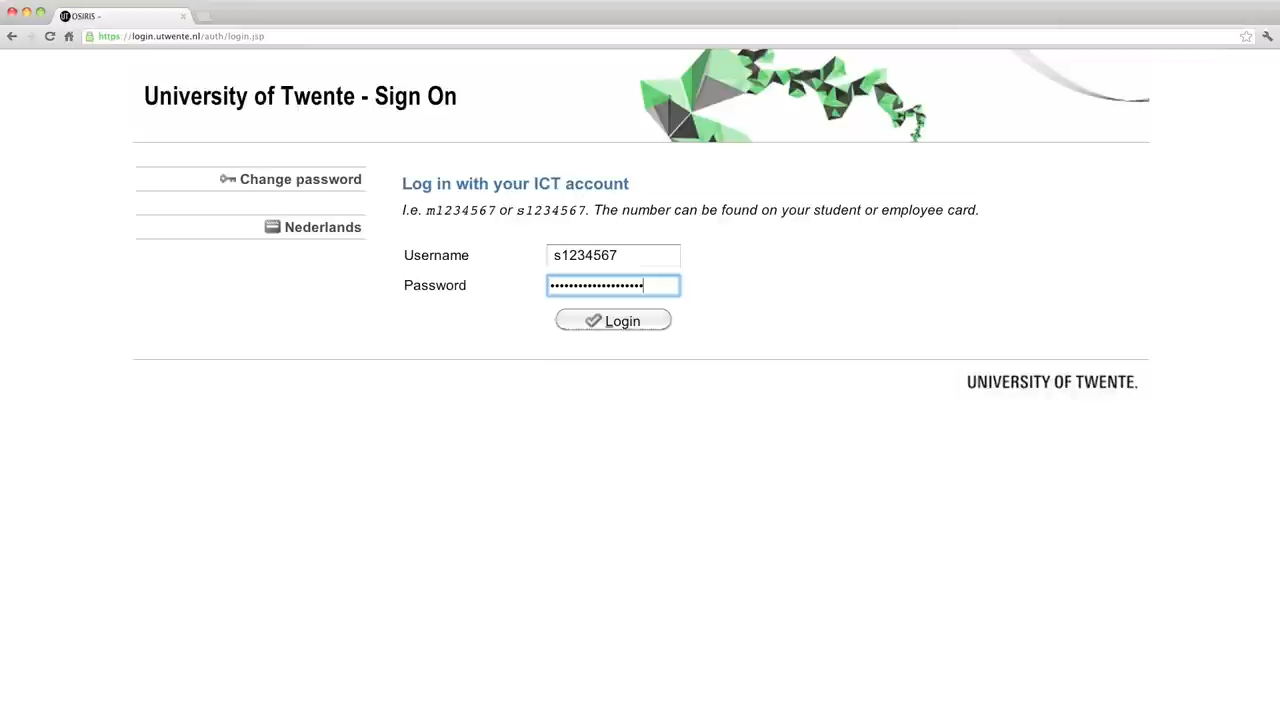 UT OSIRIS -
https://login.utwente.nl/auth/login.jsp
University of Twente - Sign On
Change password
Nederlands
Log in with your ICT account
I.e. m1234567 or s1234567. The number can be found on your student or employee card.
Username s1234567
Password ••••••••••••••••••••
Login
UNIVERSITY OF TWENTE.